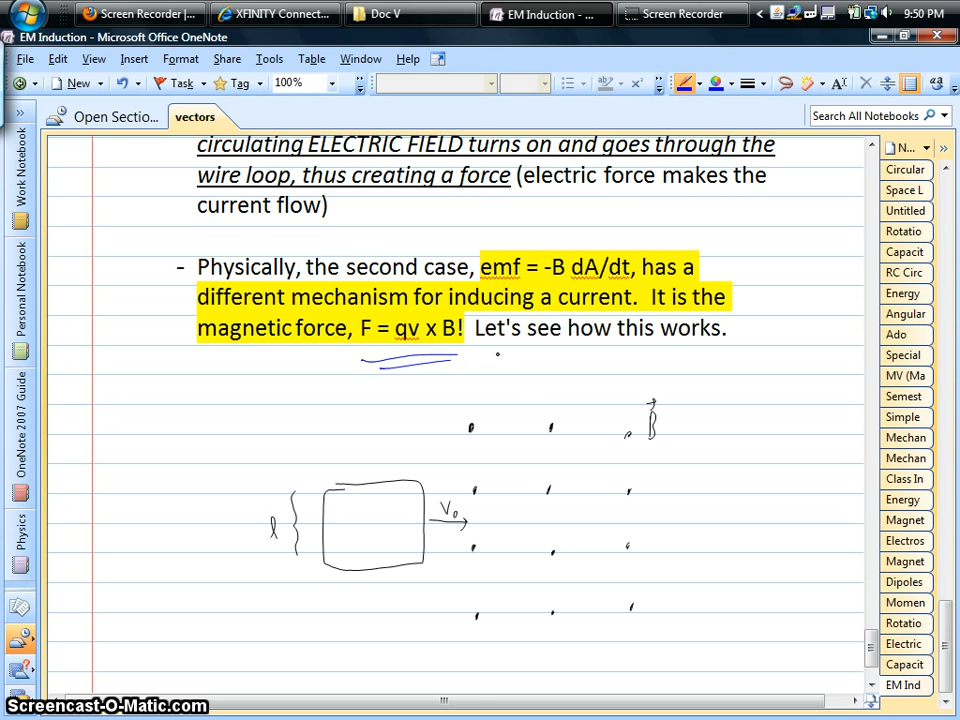 Screen Recorder |...
XFINITY Connect...
Doc V
EM Induction - ...
Screen Recorder
9:50 PM
EM Induction - Microsoft Office OneNote
File Edit View Insert Format Share Tools Table Window Help
New Task Tag 100%
Open Sectio... vectors
Search All Notebooks
circulating ELECTRIC FIELD turns on and goes through the
wire loop, thus creating a force (electric force makes the
current flow)
- Physically, the second case, emf = -B dA/dt, has a
different mechanism for inducing a current. It is the
magnetic force, F = qv x B! Let's see how this works.
B
l
V₀
Work Notebook
Personal Notebook
OneNote 2007 Guide
Physics
N...
Circular
Space L
Untitled
Rotatio
Capacit
RC Circ
Energy
Angular
Ado
Special
MV (Ma
Semest
Simple
Mechan
Mechan
Class In
Energy
Magnet
Electros
Magnet
Dipoles
Momen
Rotatio
Electric
Capacit
EM Ind
Screencast-O-Matic.com